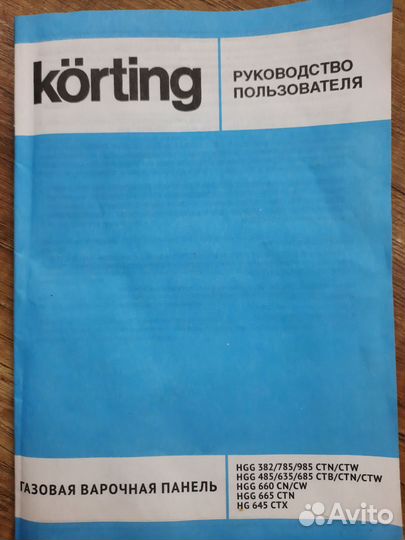 körting
РУКОВОДСТВО
ПОЛЬЗОВАТЕЛЯ
ГАЗОВАЯ ВАРОЧНАЯ ПАНЕЛЬ
HGG 382/785/985 CTN/CTW
HGG 485/635/685 CTB/CTN/CTW
HGG 660 CN/CW
HGG 665 CTN
HG 645 CTX
Avito